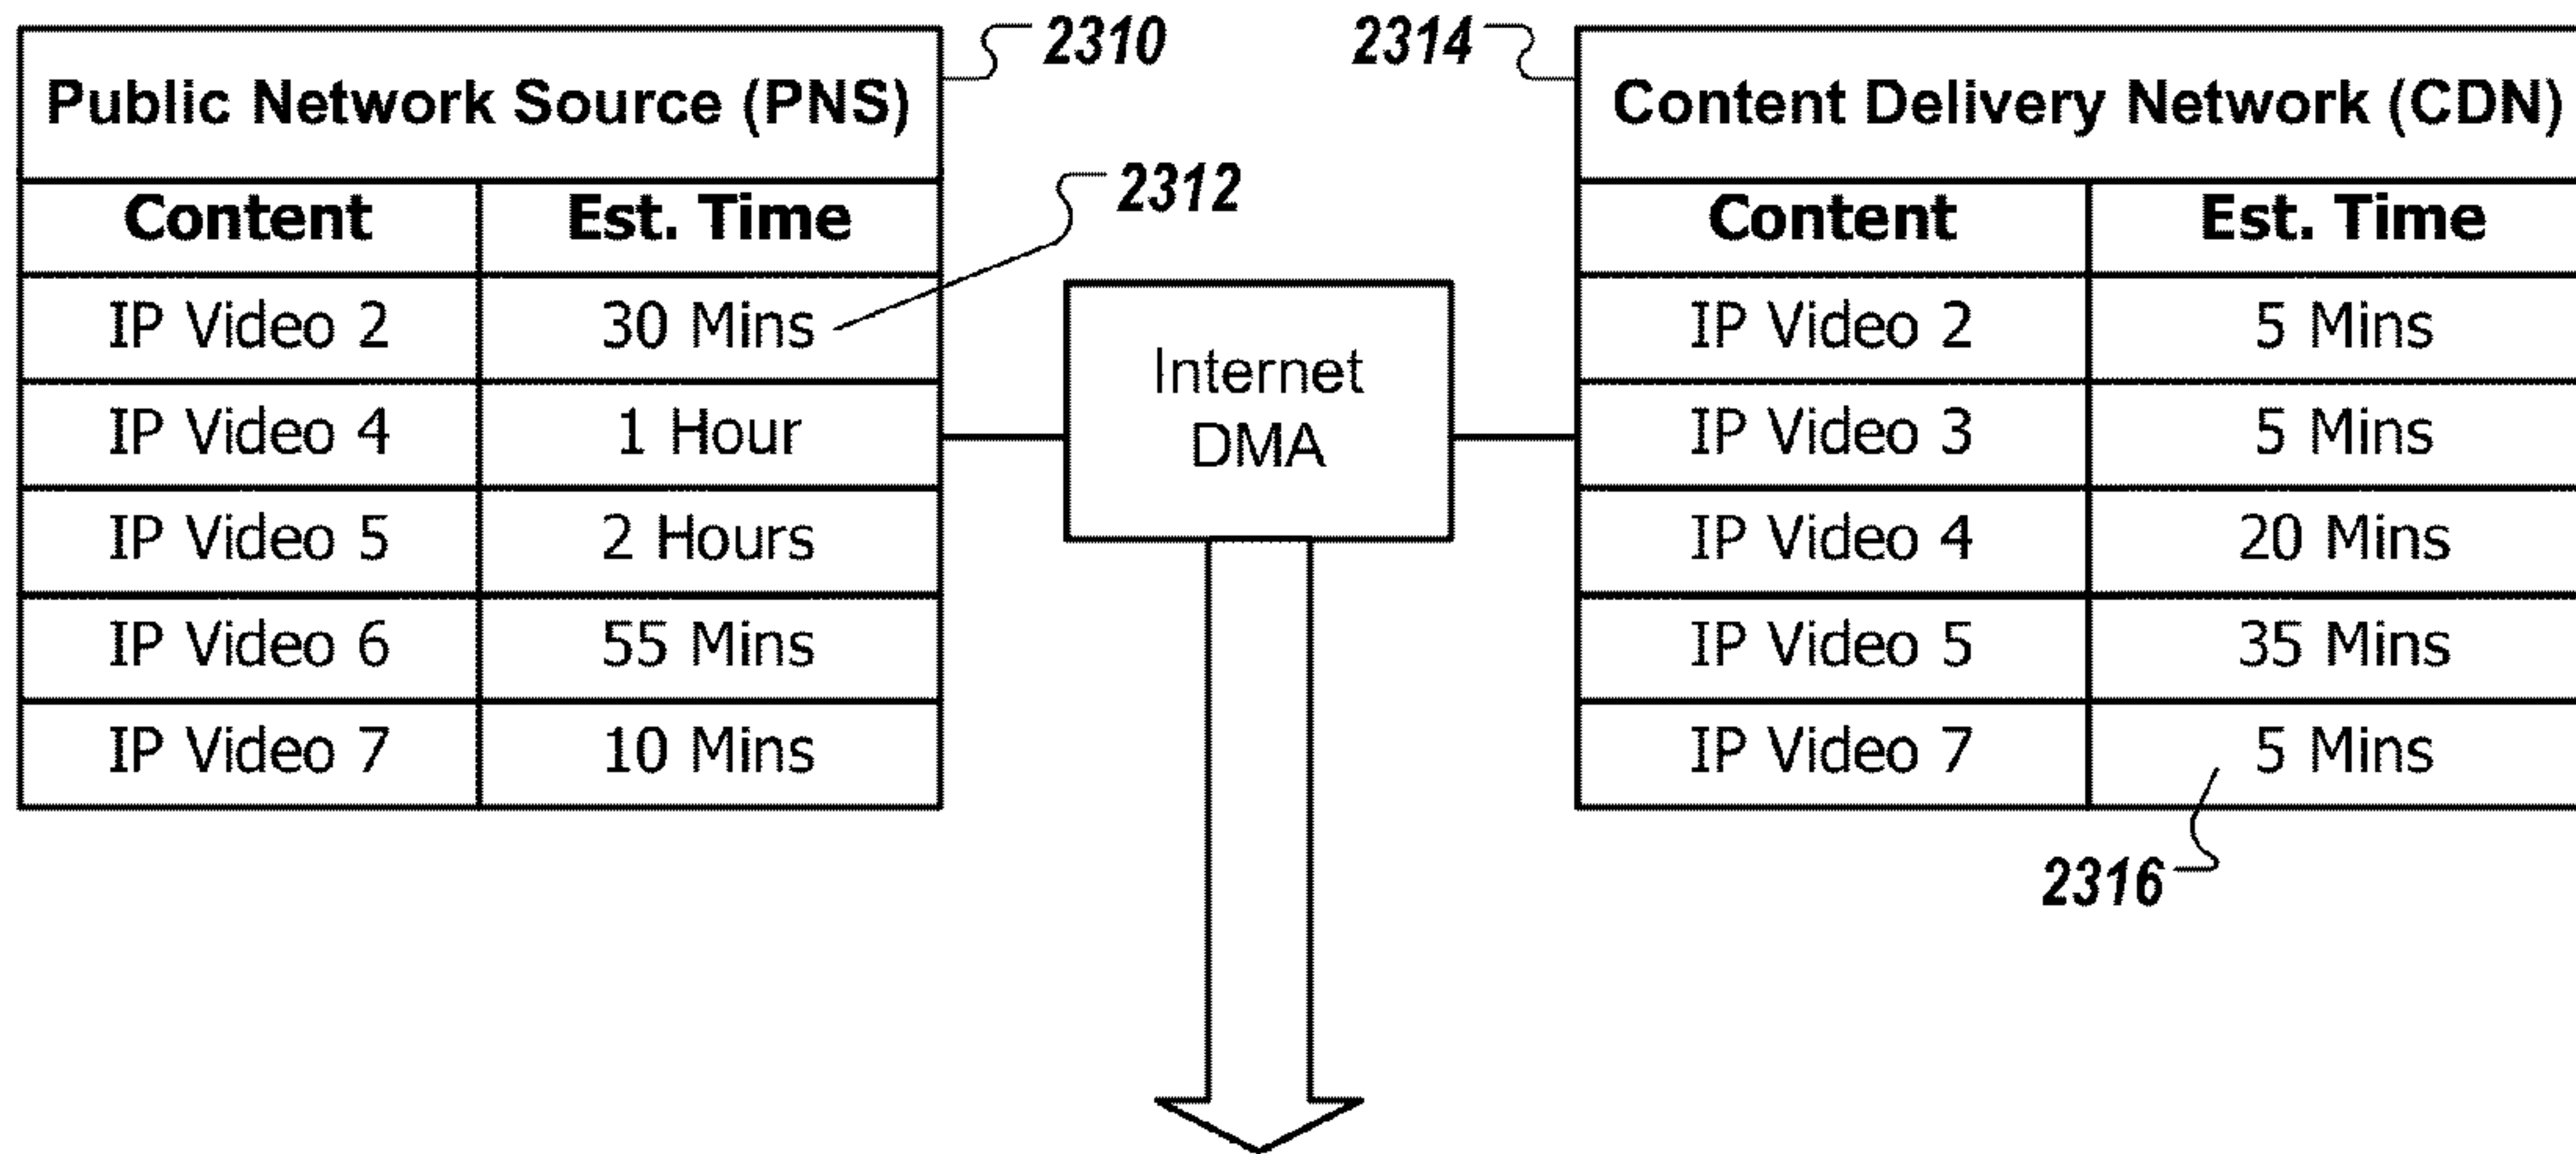 2310
Public Network Source (PNS)
Content Est. Time
2312
IP Video 2 30 Mins
IP Video 4 1 Hour
IP Video 5 2 Hours
IP Video 6 55 Mins
IP Video 7 10 Mins
Internet
DMA
2314
Content Delivery Network (CDN)
Content Est. Time
IP Video 2 5 Mins
IP Video 3 5 Mins
IP Video 4 20 Mins
IP Video 5 35 Mins
IP Video 7 5 Mins
2316